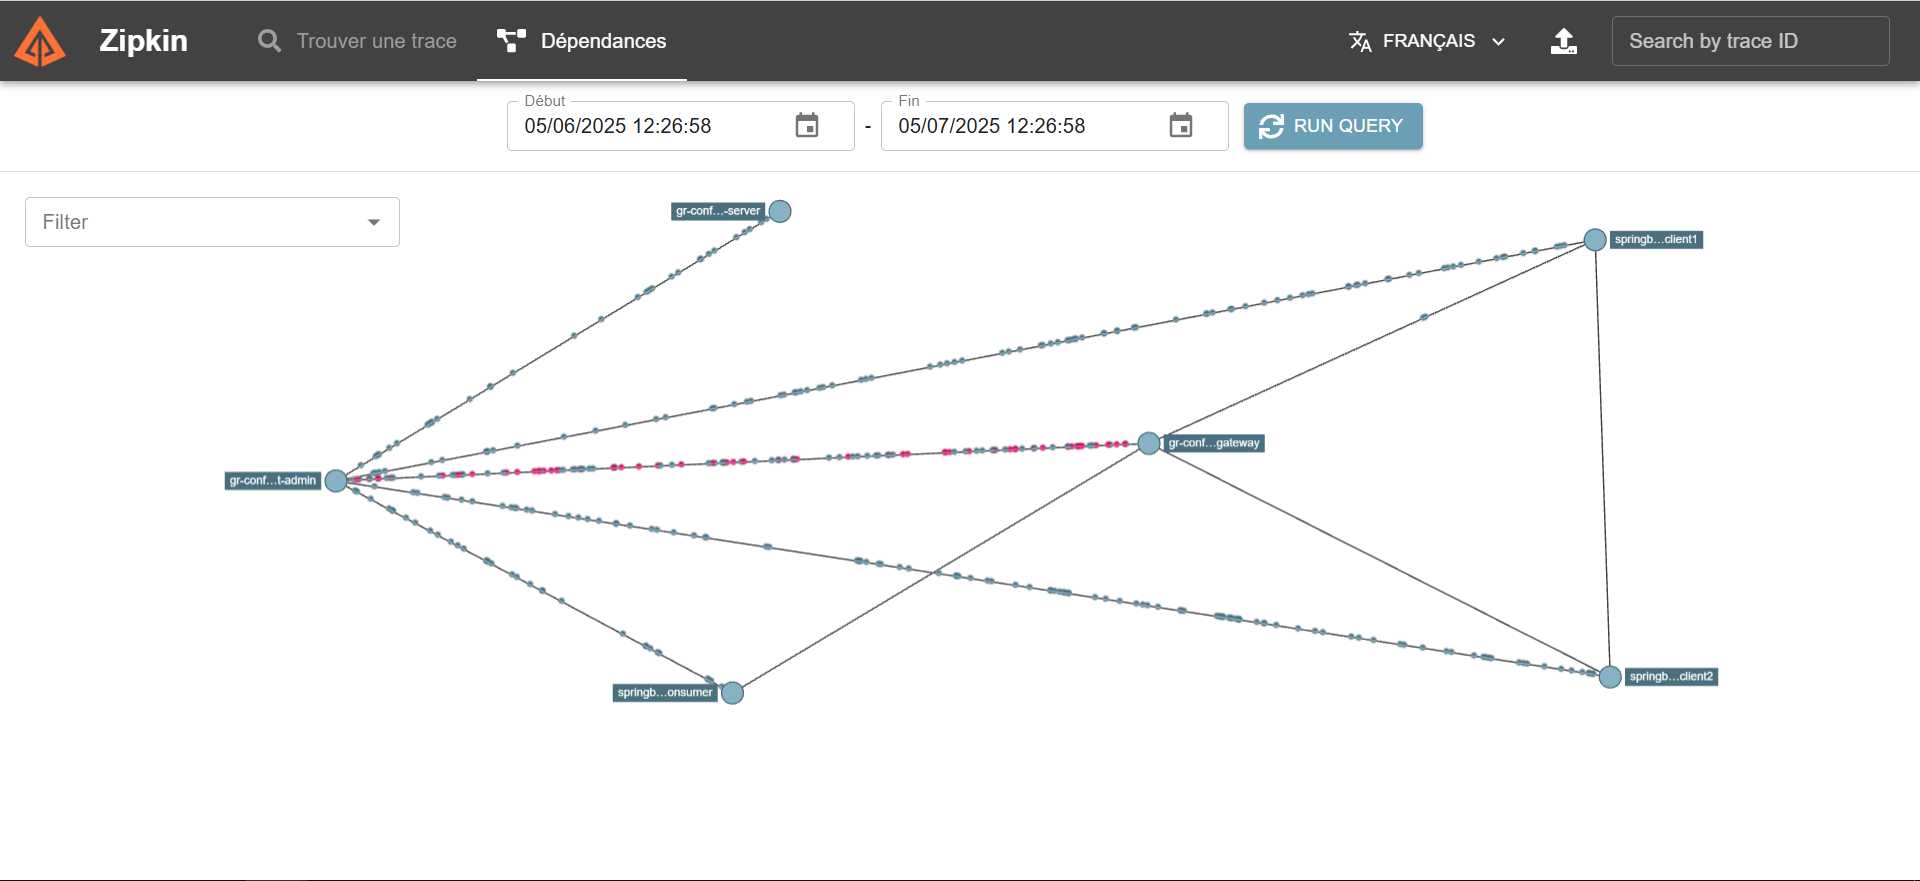 Zipkin
Trouver une trace
Dépendances
FRANÇAIS
Search by trace ID
Début
05/06/2025 12:26:58
-
Fin
05/07/2025 12:26:58
RUN QUERY
Filter
gr-conf...-server
springb...client1
gr-conf...gateway
gr-conf...t-admin
springb...client2
springb...onsumer